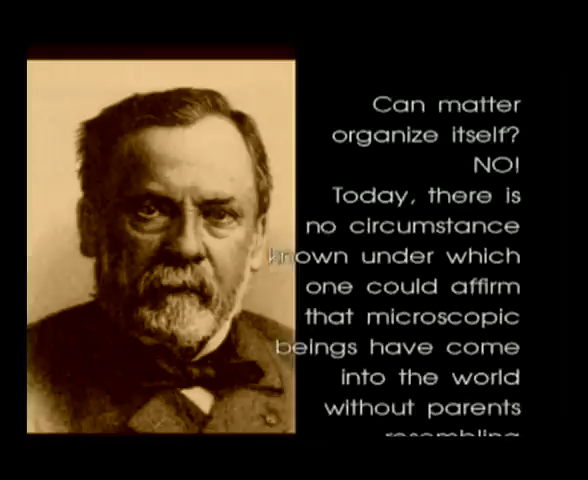 Can matter
organize itself?
NO!
Today, there is
no circumstance
known under which
one could affirm
that microscopic
beings have come
into the world
without parents
resembling